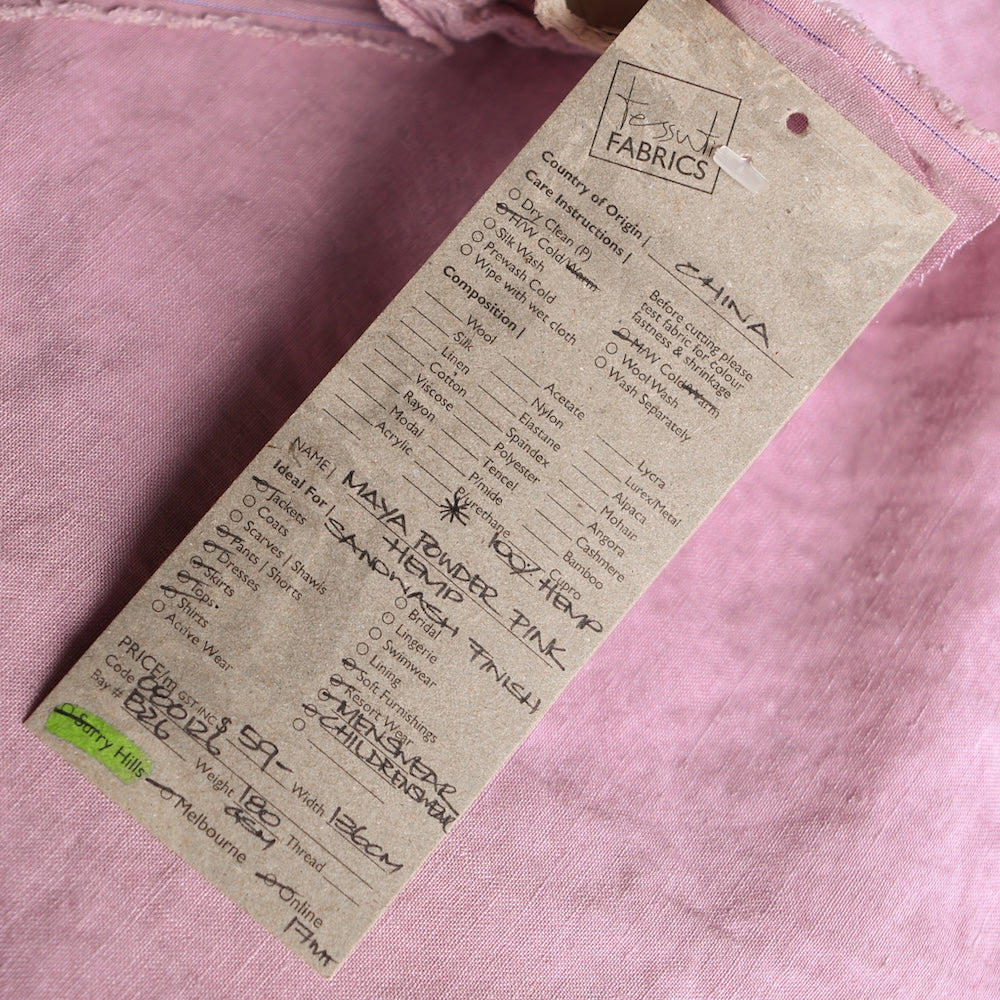 tessuti
FABRICS
Country of Origin | CHINA
Care Instructions |
Dry Clean (P)
H/W Cold/Warm
Silk Wash
Prewash Cold
Wipe with wet cloth
Before cutting please
test fabric for colour
fastness & shrinkage
M/W Cold/Warm
Wool Wash
Wash Separately
Composition |
Wool
Silk
Linen
Cotton
Viscose
Rayon
Modal
Acrylic
Acetate
Nylon
Elastane
Spandex
Polyester
Tencel
P/mide
P/urethane
Lycra
Lurex/Metal
Alpaca
Mohair
Angora
Cashmere
Bamboo
Cupro
* 100% HEMP
NAME | MAYA POWDER PINK
HEMP
SANDWASH FINISH
Ideal For |
Jackets
Coats
Scarves | Shawls
Pants / Shorts
Dresses
Skirts
Tops
Shirts
Active Wear
Bridal
Lingerie
Swimwear
Lining
Soft Furnishings
Resort Wear
MENSWEAR
CHILDRENSWEAR
PRICE/m GST INC $ 59-
Code
Bay # B26
Width 136CM
Weight 180
GSM
Thread
Surry Hills
Melbourne
Online
17MT